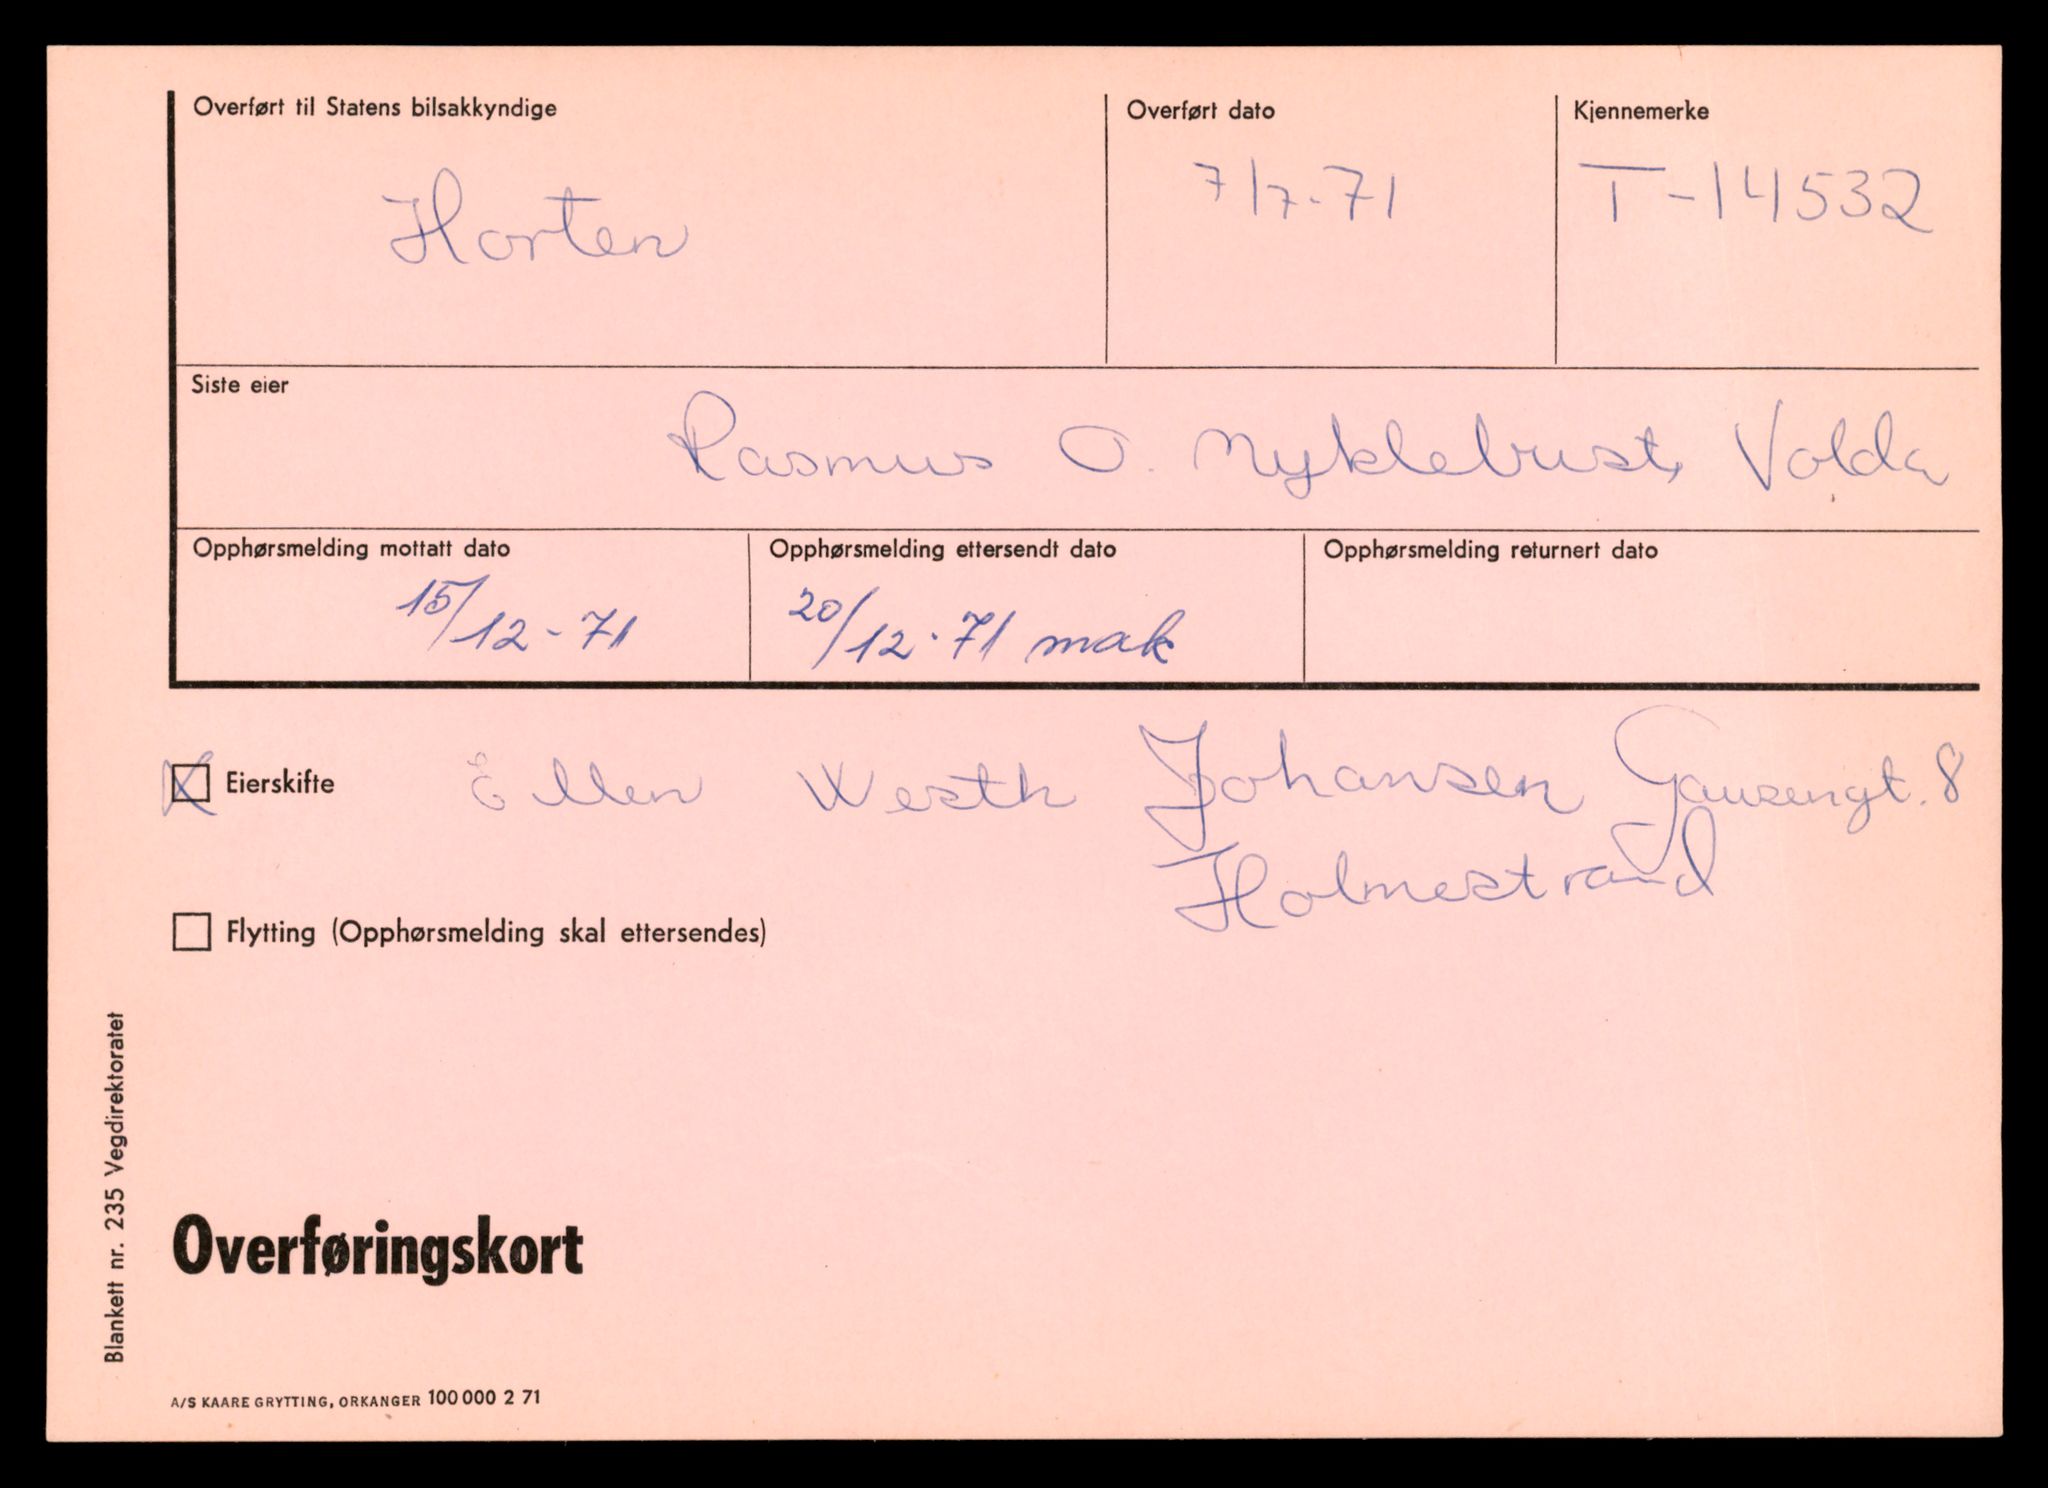 Overført til Statens bilsakkyndige
Horten
Overført dato
7/7-71
Kjennemerke
T-14532
Siste eier
Rasmus O. Myklebust, Volda
Opphørsmelding mottatt dato
15/12-71
Opphørsmelding ettersendt dato
20/12-71 mak
Opphørsmelding returnert dato
X Eierskifte Ellen Westh Johansen Gausengt. 8
Holmestrand
Flytting (Opphørsmelding skal ettersendes)
Overføringskort
Blankett nr. 235 Vegdirektoratet
A/S KAARE GRYTTING, ORKANGER 100 000 2 71